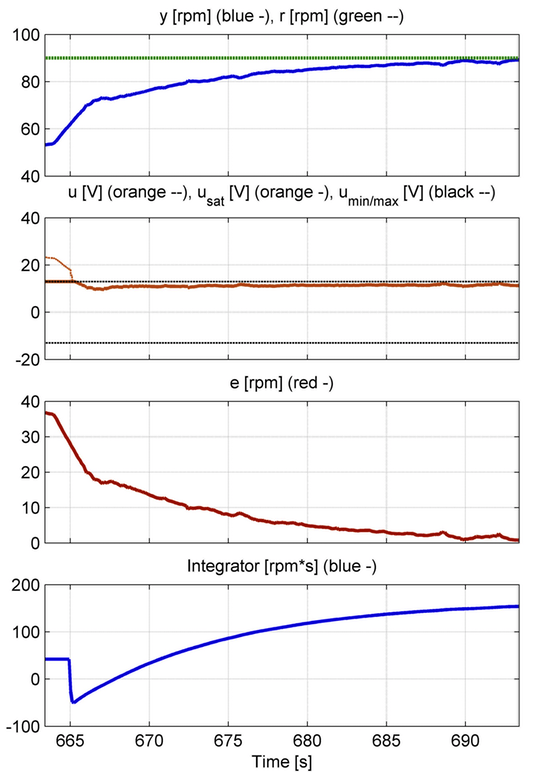 y [rpm] (blue -), r [rpm] (green --)
100
80
60
40
u [V] (orange --), u_sat [V] (orange -), u_min/max [V] (black --)
40
20
0
-20
e [rpm] (red -)
40
30
20
10
0
Integrator [rpm*s] (blue -)
200
100
0
-100
665 670 675 680 685 690
Time [s]